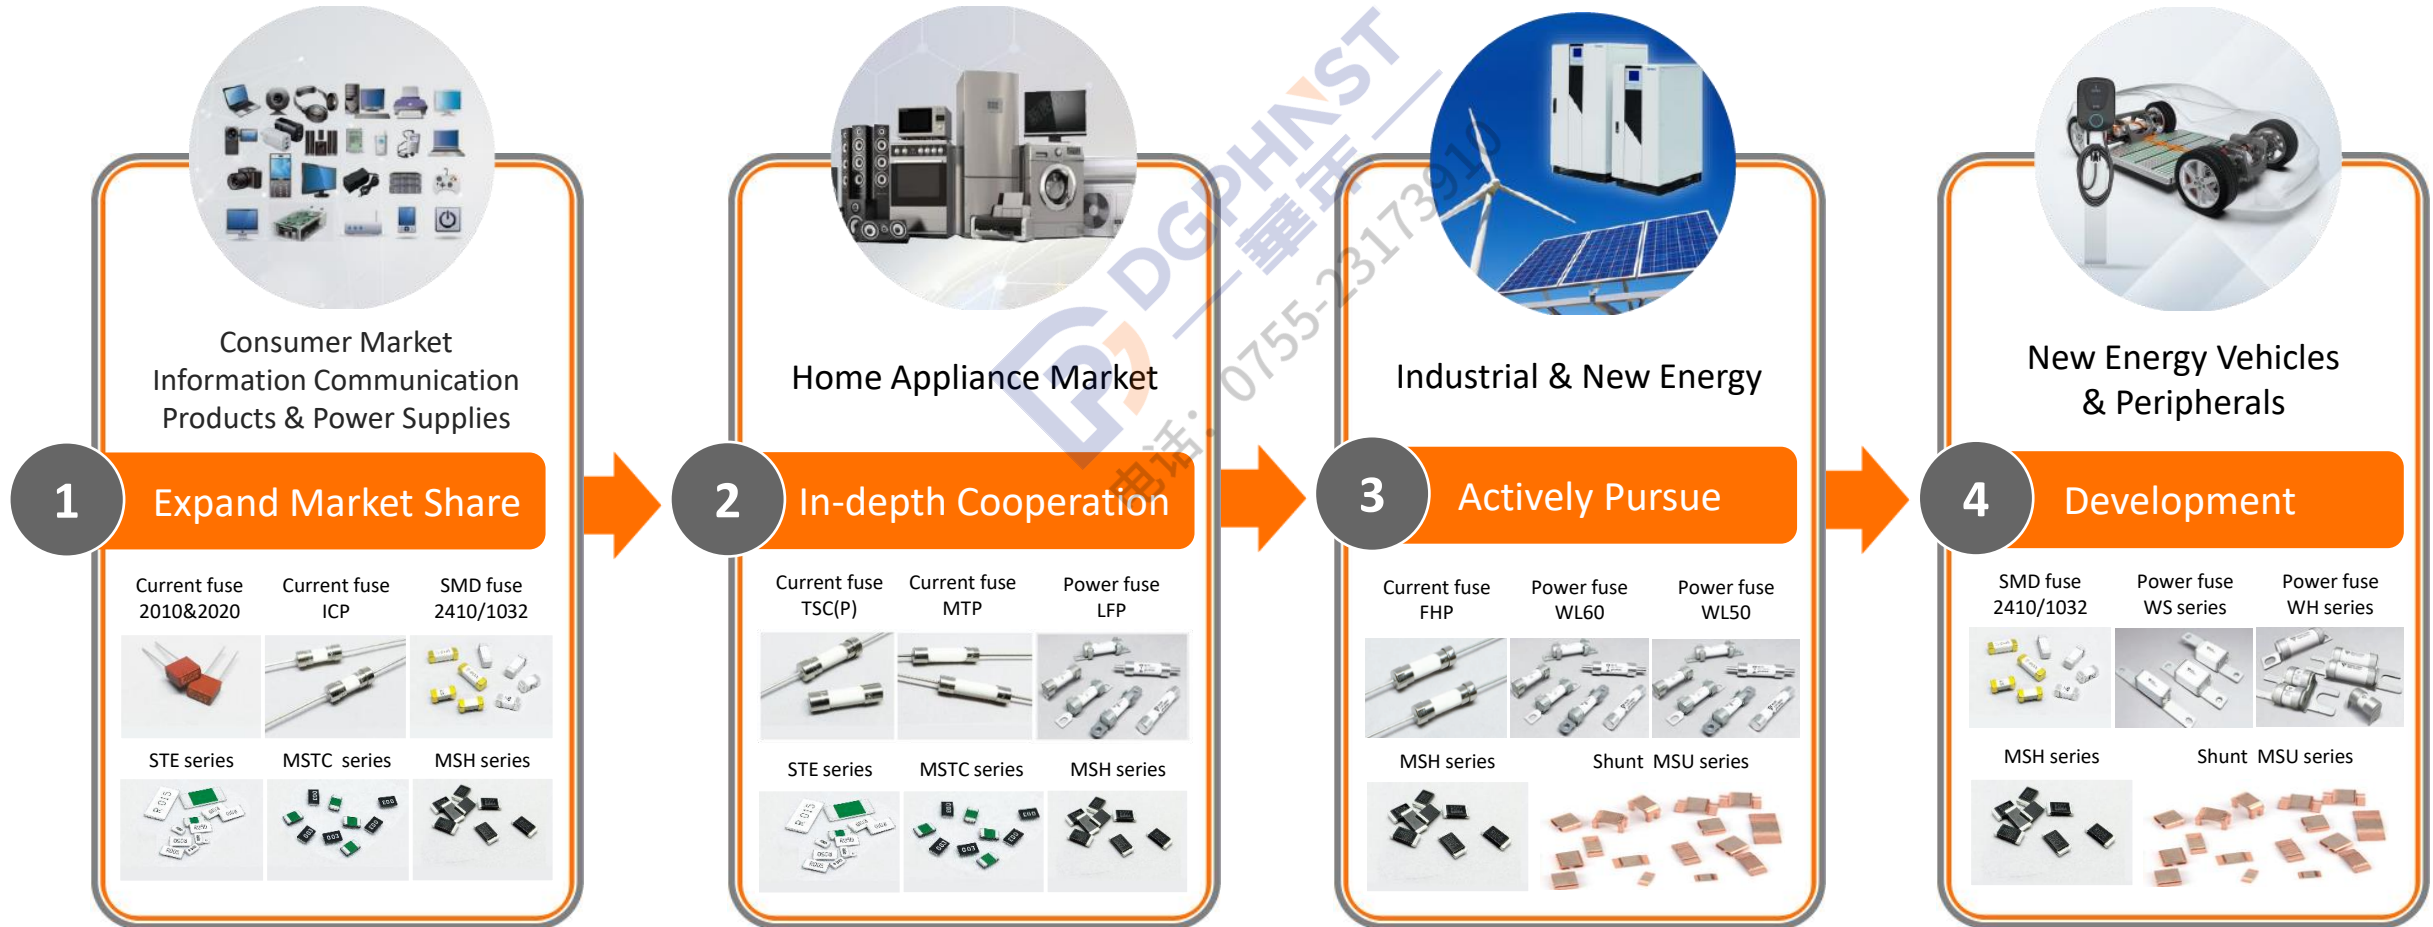 Consumer Market
Information Communication
Products & Power Supplies
1
Expand Market Share
Current fuse
2010&2020
Current fuse
ICP
SMD fuse
2410/1032
STE series
MSTC series
MSH series
Home Appliance Market
2
In-depth Cooperation
Current fuse
TSC(P)
Current fuse
MTP
Power fuse
LFP
STE series
MSTC series
MSH series
Industrial & New Energy
3
Actively Pursue
Current fuse
FHP
Power fuse
WL60
Power fuse
WL50
MSH series
Shunt MSU series
New Energy Vehicles
& Peripherals
4
Development
SMD fuse
2410/1032
Power fuse
WS series
Power fuse
WH series
MSH series
Shunt MSU series
DGPHNST
电话：0755-23173910